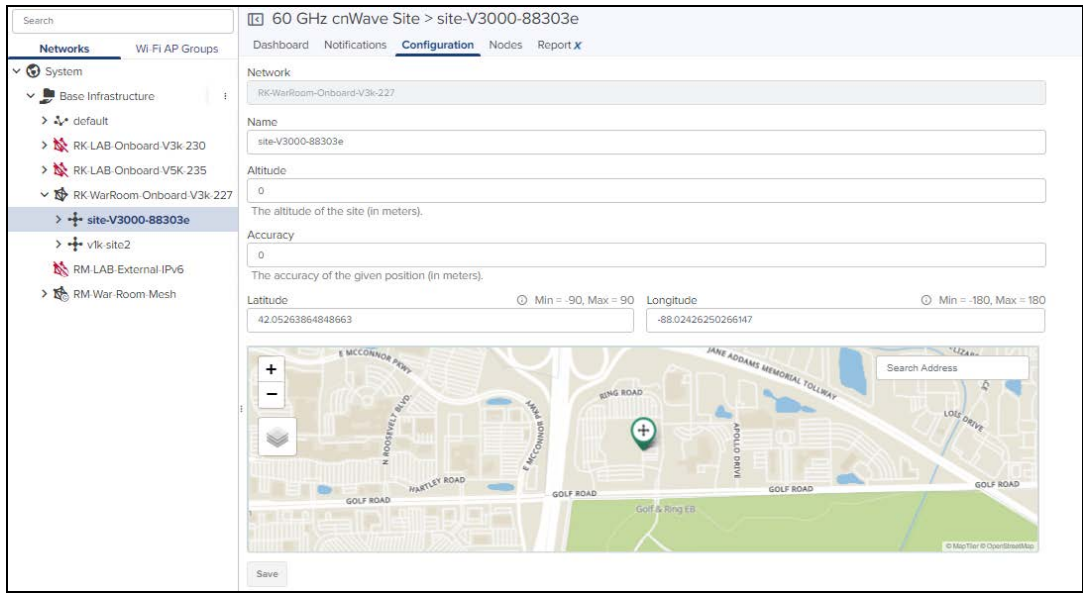 Search
Networks Wi-Fi AP Groups
System
Base Infrastructure
default
RK-LAB-Onboard-V3k-230
RK-LAB-Onboard-V5K-235
RK-WarRoom-Onboard-V3k-227
site-V3000-88303e
v1k-site2
RM-LAB-External-IPv6
RM-War-Room-Mesh
60 GHz cnWave Site > site-V3000-88303e
Dashboard Notifications Configuration Nodes Report X
Network
RK-WarRoom-Onboard-V3k-227
Name
site-V3000-88303e
Altitude
0
The altitude of the site (in meters).
Accuracy
0
The accuracy of the given position (in meters).
Latitude Min = -90, Max = 90 Longitude Min = -180, Max = 180
42.05263864848663 -88.02426250266147
E MCCONNOR PKWY
JANE ADDAMS MEMORIAL TOLLWAY
Search Address
+
−
RING ROAD
N ROOSEVELT BLVD.
E MCCONNOR PKWY
APOLLO DRIVE
LOIS DRIVE
HARTLEY ROAD
GOLF ROAD
GOLF ROAD
GOLF ROAD
GOLF ROAD
Golf & Ring EB
© MapTiler © OpenStreetMap
Save